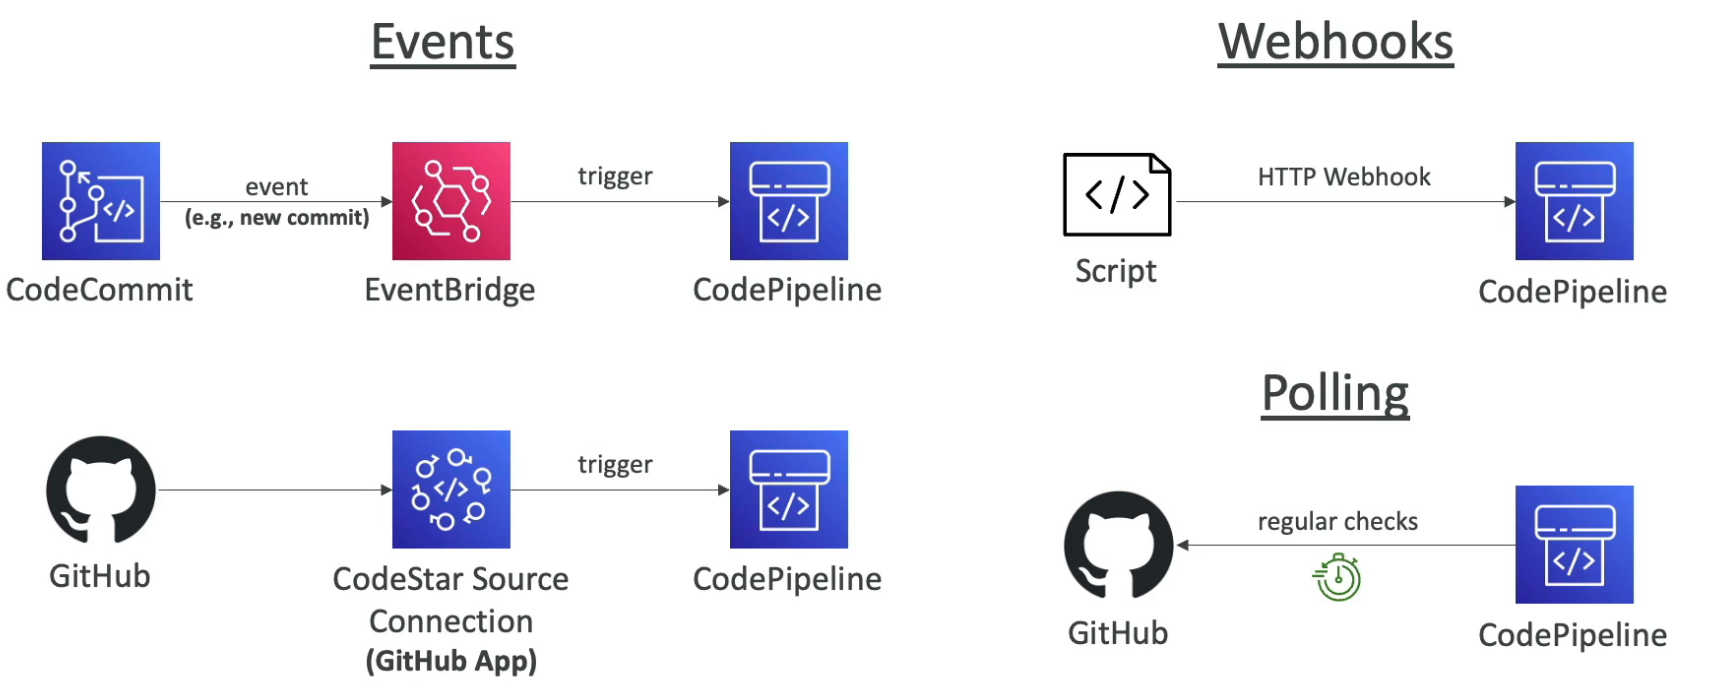 Events
event
(e.g., new commit)
trigger
CodeCommit
EventBridge
CodePipeline
trigger
GitHub
CodeStar Source
Connection
(GitHub App)
CodePipeline
Webhooks
</>
HTTP Webhook
Script
CodePipeline
Polling
regular checks
GitHub
CodePipeline